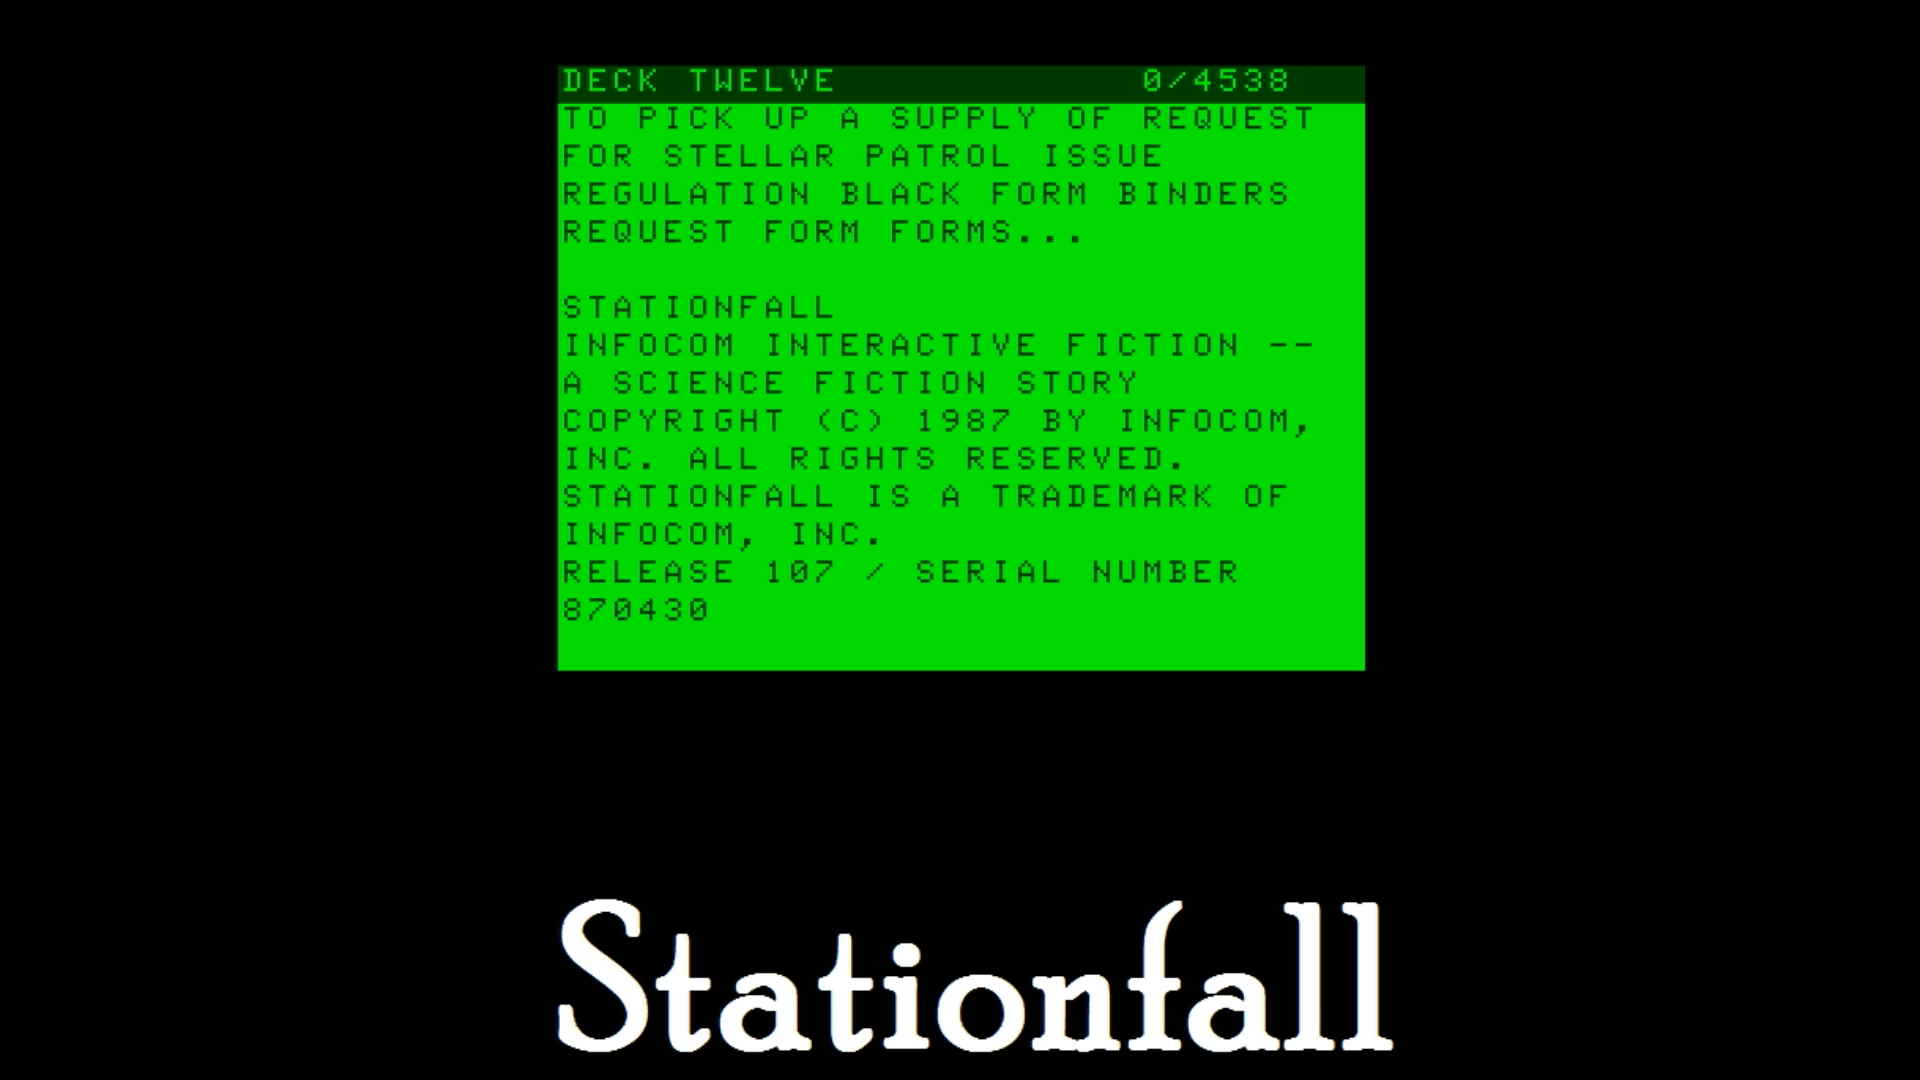 DECK TWELVE 0/4538
TO PICK UP A SUPPLY OF REQUEST
FOR STELLAR PATROL ISSUE
REGULATION BLACK FORM BINDERS
REQUEST FORM FORMS...
STATIONFALL
INFOCOM INTERACTIVE FICTION --
A SCIENCE FICTION STORY
COPYRIGHT (C) 1987 BY INFOCOM,
INC. ALL RIGHTS RESERVED.
STATIONFALL IS A TRADEMARK OF
INFOCOM, INC.
RELEASE 107 / SERIAL NUMBER
870430
Stationfall